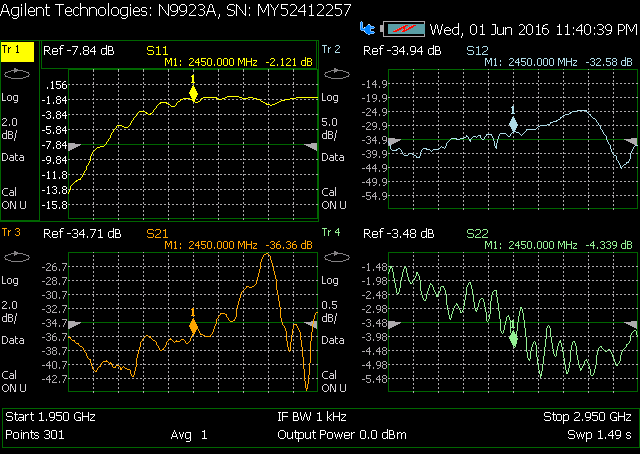 Agilent Technologies: N9923A, SN: MY52412257
Wed, 01 Jun 2016 11:40:39 PM
Tr 1
Ref -7.84 dB S11
M1: 2450.000 MHz -2.121 dB
Log
2.0
dB/
Data
Cal
ON U
.156
-1.84
-3.84
-5.84
-7.84
-9.84
-11.8
-13.8
-15.8
1
Tr 2
Ref -34.94 dB S12
M1: 2450.000 MHz -32.58 dB
Log
5.0
dB/
Data
Cal
ON U
-14.9
-19.9
-24.9
-29.9
-34.9
-39.9
-44.9
-49.9
-54.9
1
Tr 3
Ref -34.71 dB S21
M1: 2450.000 MHz -36.36 dB
Log
2.0
dB/
Data
Cal
ON U
-26.7
-28.7
-30.7
-32.7
-34.7
-36.7
-38.7
-40.7
-42.7
1
Tr 4
Ref -3.48 dB S22
M1: 2450.000 MHz -4.339 dB
Log
0.5
dB/
Data
Cal
ON U
-1.48
-1.98
-2.48
-2.98
-3.48
-3.98
-4.48
-4.98
-5.48
1
Start 1.950 GHz IF BW 1 kHz Stop 2.950 GHz
Points 301 Avg 1 Output Power 0.0 dBm Swp 1.49 s